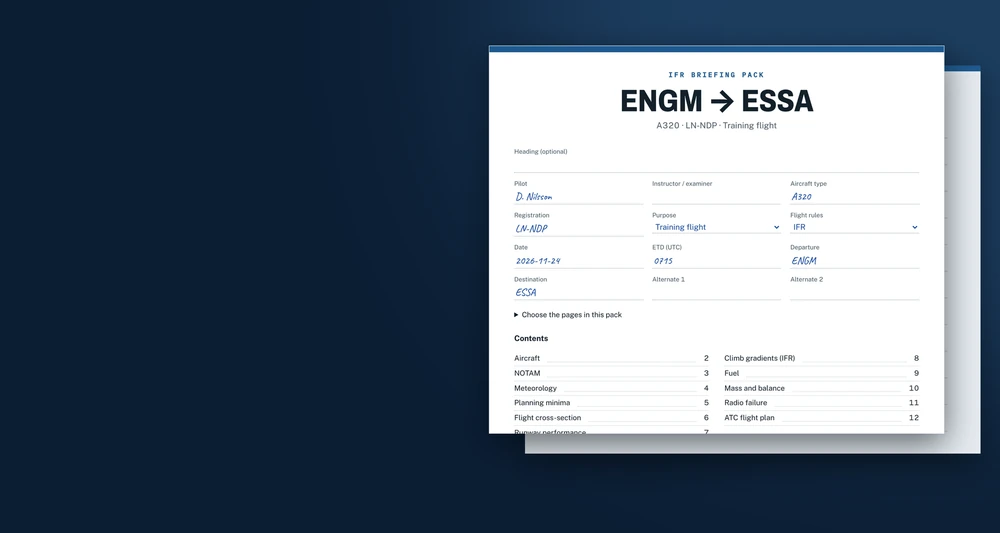 IFR BRIEFING PACK
ENGM → ESSA
A320 · LN-NDP · Training flight
Heading (optional)
Pilot Instructor / examiner Aircraft type
D. Nilsson A320
Registration Purpose Flight rules
LN-NDP Training flight IFR
Date ETD (UTC) Departure
2026-11-24 0715 ENGM
Destination Alternate 1 Alternate 2
ESSA
Choose the pages in this pack
Contents
Aircraft 2 Climb gradients (IFR) 8
NOTAM 3 Fuel 9
Meteorology 4 Mass and balance 10
Planning minima 5 Radio failure 11
Flight cross-section 6 ATC flight plan 12
Runway performance 7